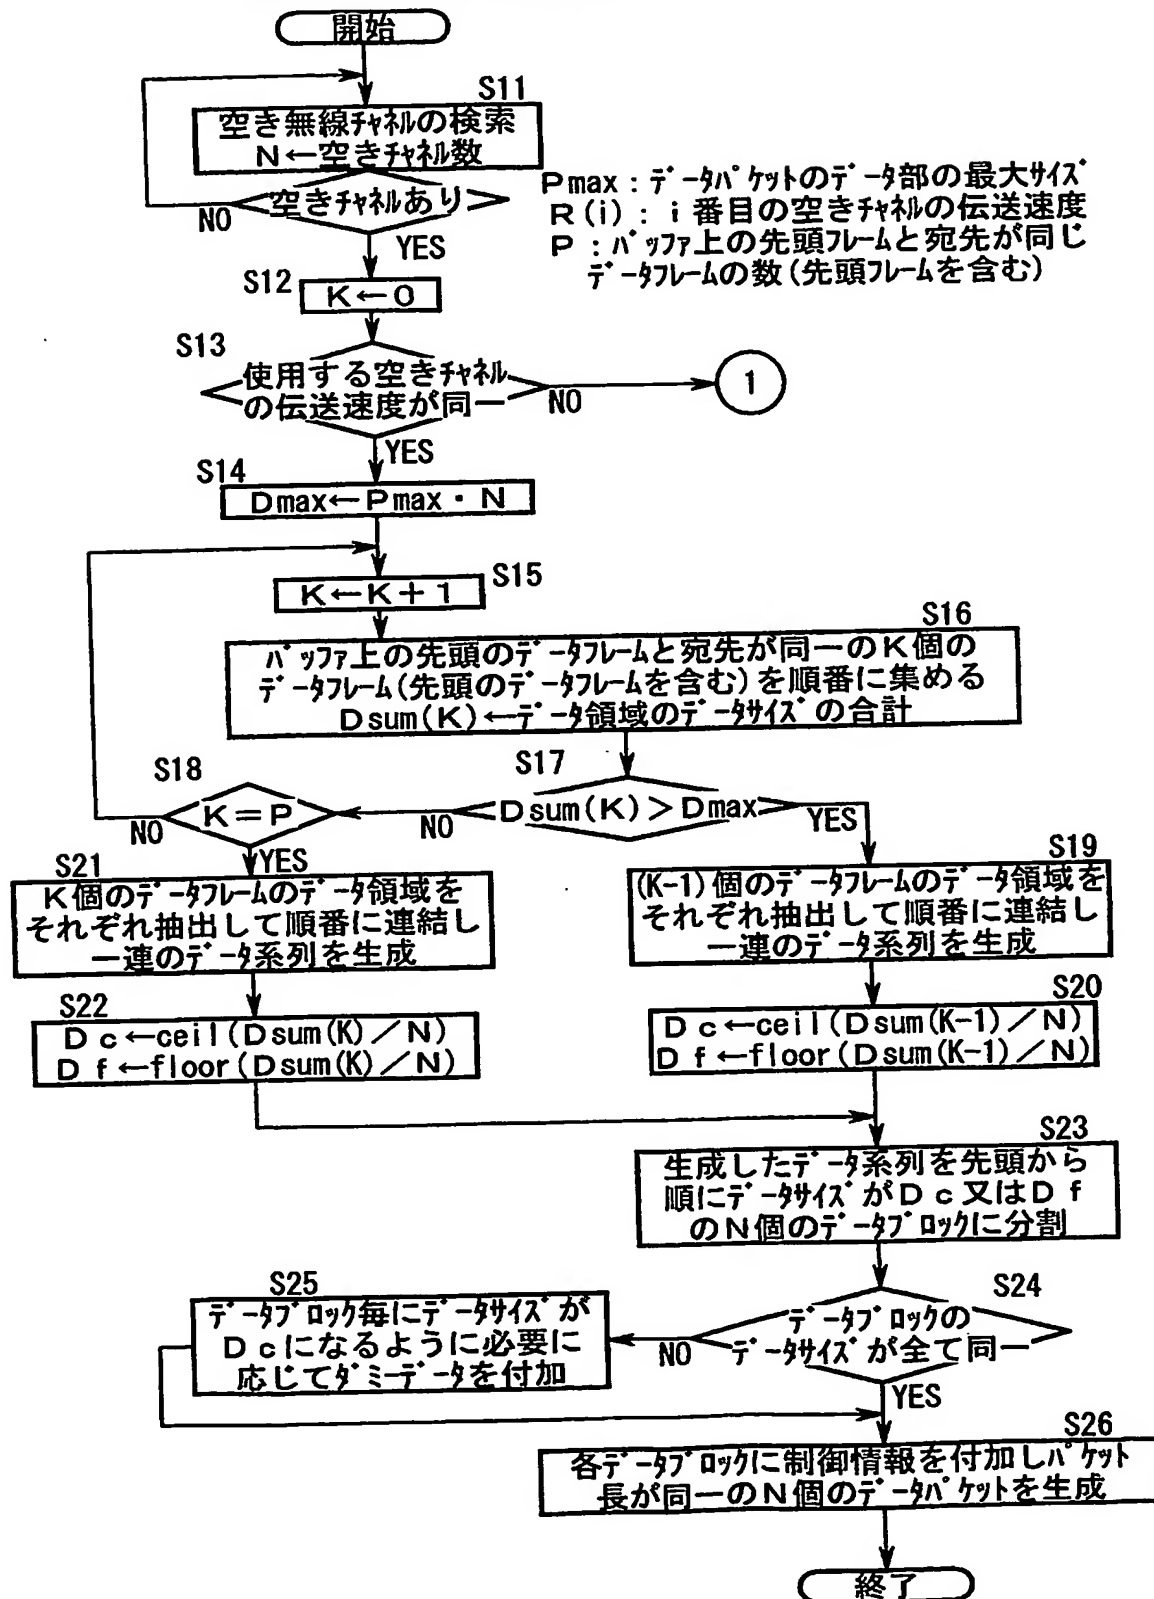 開始
S11
空き無線ﾁｬﾈﾙの検索
N←空きﾁｬﾈﾙ数
空きﾁｬﾈﾙあり
NO
YES
Pmax：ﾃﾞｰﾀﾊﾟｹｯﾄのﾃﾞｰﾀ部の最大ｻｲｽﾞ
R(i)：i番目の空きﾁｬﾈﾙの伝送速度
P：ﾊﾞｯﾌｧ上の先頭ﾌﾚｰﾑと宛先が同じ
ﾃﾞｰﾀﾌﾚｰﾑの数(先頭ﾌﾚｰﾑを含む)
S12
K←0
S13
使用する空きﾁｬﾈﾙ
の伝送速度が同一
NO
1
YES
S14
Dmax←Pmax・N
S15
K←K＋1
S16
ﾊﾞｯﾌｧ上の先頭のﾃﾞｰﾀﾌﾚｰﾑと宛先が同一のK個の
ﾃﾞｰﾀﾌﾚｰﾑ(先頭のﾃﾞｰﾀﾌﾚｰﾑを含む)を順番に集める
Dsum(K)←ﾃﾞｰﾀ領域のﾃﾞｰﾀｻｲｽﾞの合計
S18
S17
K＝P
NO
NO
Dsum(K)＞Dmax
YES
YES
S21
K個のﾃﾞｰﾀﾌﾚｰﾑのﾃﾞｰﾀ領域を
それぞれ抽出して順番に連結し
一連のﾃﾞｰﾀ系列を生成
S19
(K-1)個のﾃﾞｰﾀﾌﾚｰﾑのﾃﾞｰﾀ領域を
それぞれ抽出して順番に連結し
一連のﾃﾞｰﾀ系列を生成
S22
Dc←ceil(Dsum(K)／N)
Df←floor(Dsum(K)／N)
S20
Dc←ceil(Dsum(K-1)／N)
Df←floor(Dsum(K-1)／N)
S23
生成したﾃﾞｰﾀ系列を先頭から
順にﾃﾞｰﾀｻｲｽﾞがDc又はDf
のN個のﾃﾞｰﾀﾌﾞﾛｯｸに分割
S24
ﾃﾞｰﾀﾌﾞﾛｯｸの
ﾃﾞｰﾀｻｲｽﾞが全て同一
NO
YES
S25
ﾃﾞｰﾀﾌﾞﾛｯｸ毎にﾃﾞｰﾀｻｲｽﾞが
Dcになるように必要に
応じてﾀﾞﾐｰﾃﾞｰﾀを付加
S26
各ﾃﾞｰﾀﾌﾞﾛｯｸに制御情報を付加しﾊﾟｹｯﾄ
長が同一のN個のﾃﾞｰﾀﾊﾟｹｯﾄを生成
終了